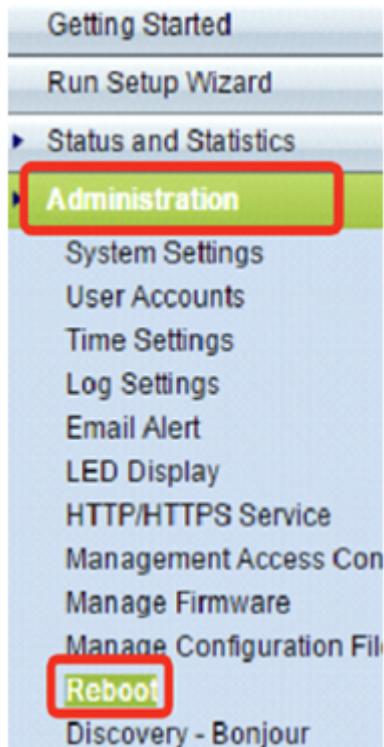 Getting Started
Run Setup Wizard
Status and Statistics
Administration
System Settings
User Accounts
Time Settings
Log Settings
Email Alert
LED Display
HTTP/HTTPS Service
Management Access Con
Manage Firmware
Manage Configuration File
Reboot
Discovery - Bonjour